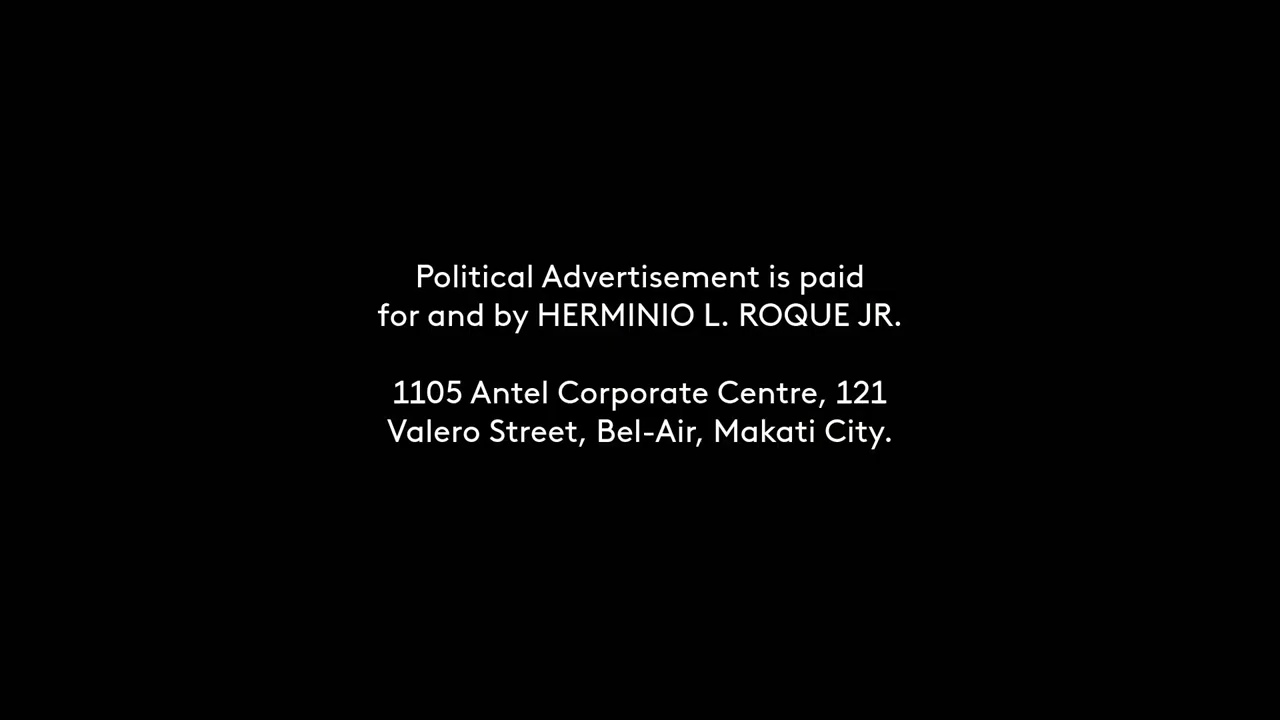 Political Advertisement is paid
for and by HERMINIO L. ROQUE JR.
1105 Antel Corporate Centre, 121
Valero Street, Bel-Air, Makati City.